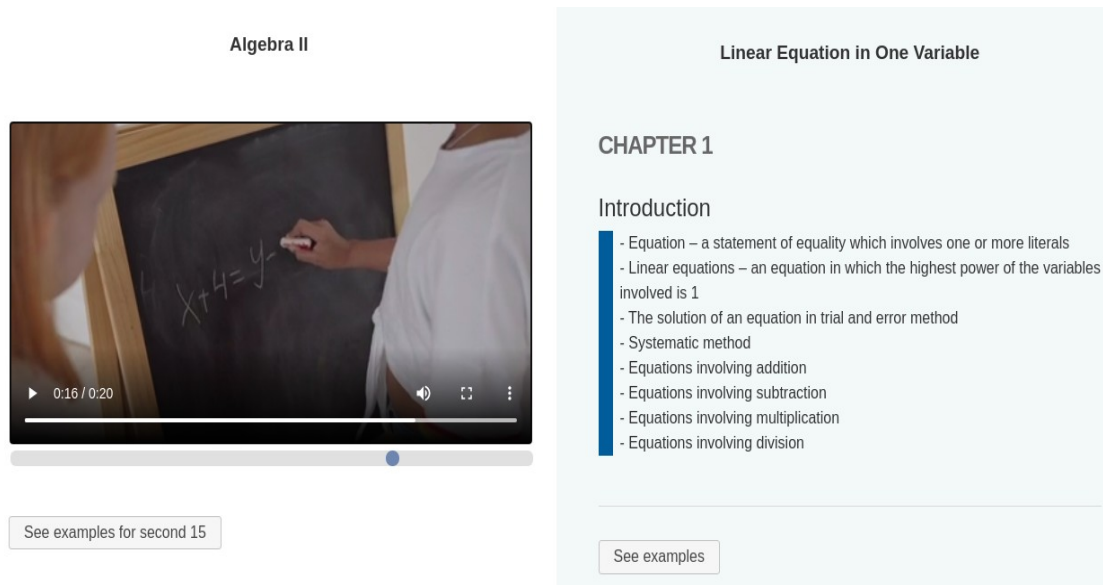 Algebra II
4 x+4=y-
0:16 / 0:20
See examples for second 15
Linear Equation in One Variable
CHAPTER 1
Introduction
- Equation – a statement of equality which involves one or more literals
- Linear equations – an equation in which the highest power of the variables
involved is 1
- The solution of an equation in trial and error method
- Systematic method
- Equations involving addition
- Equations involving subtraction
- Equations involving multiplication
- Equations involving division
See examples